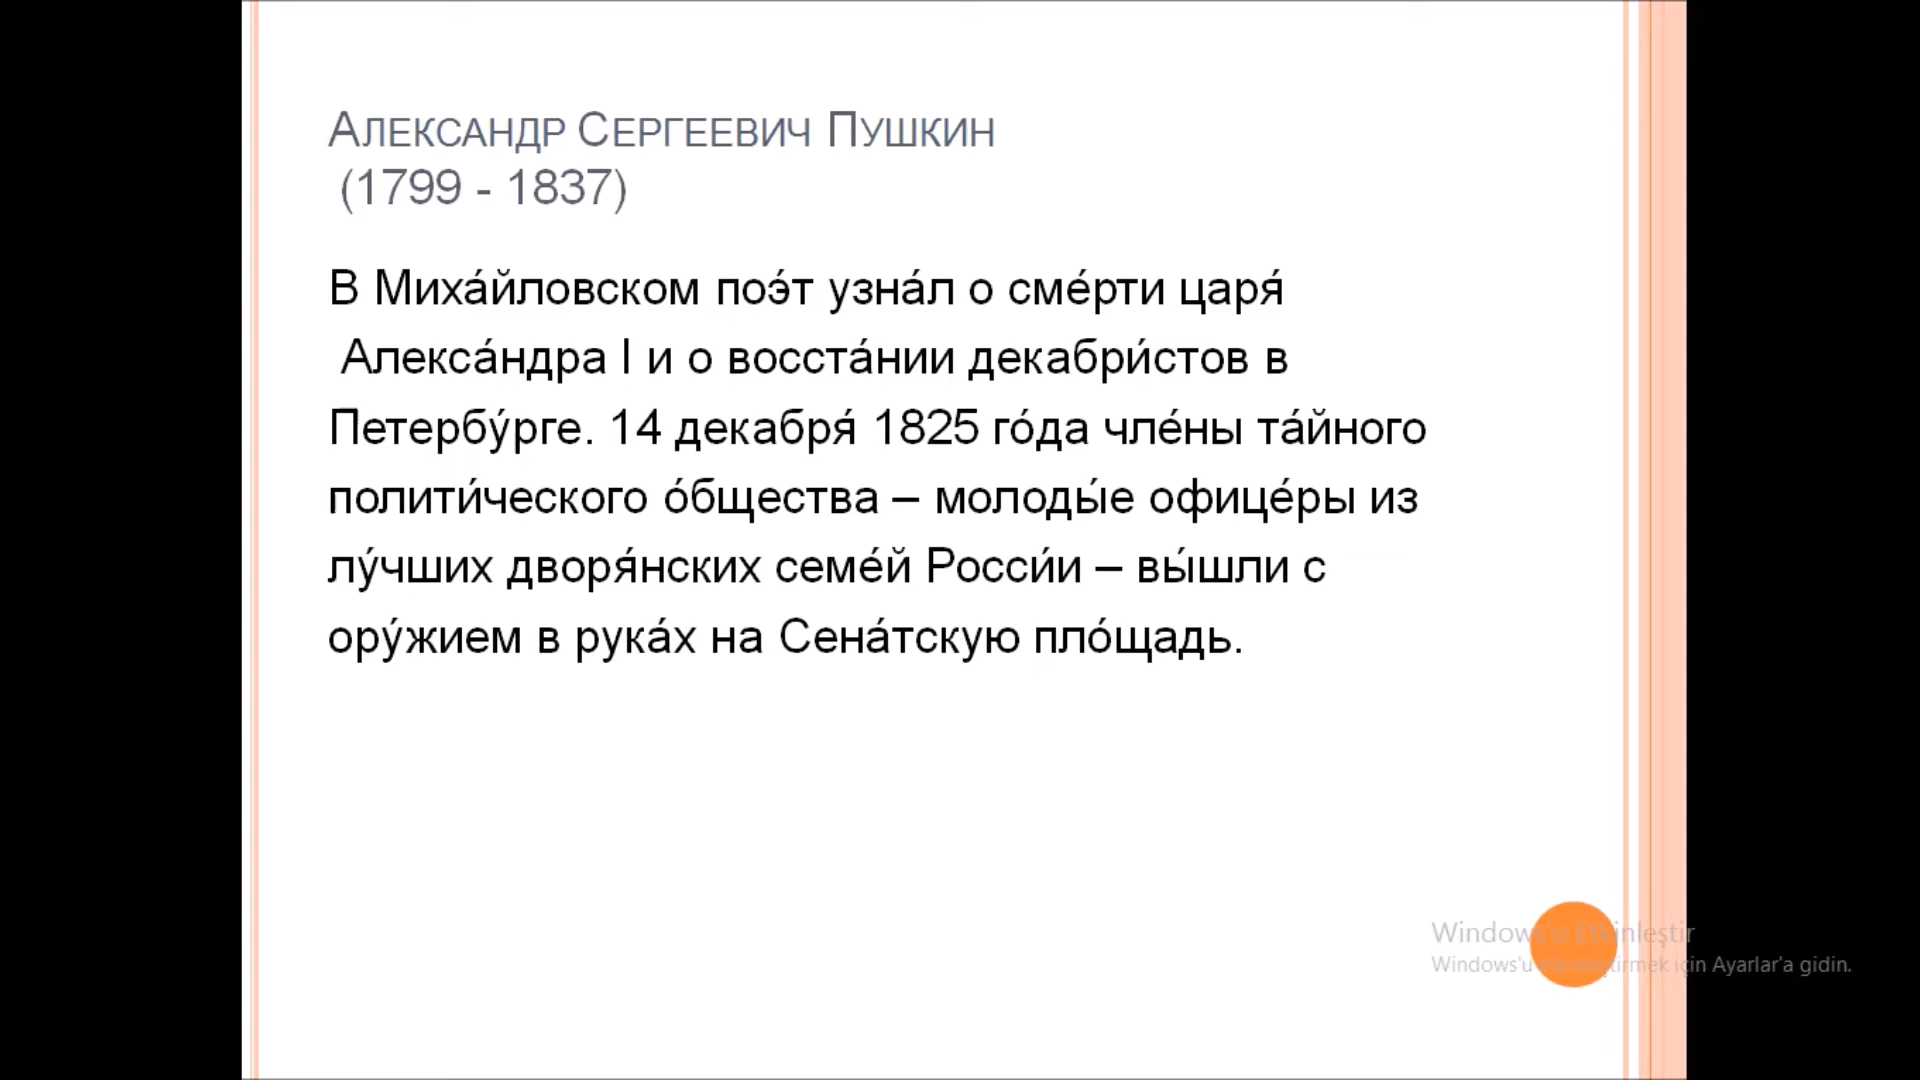 Александр Сергеевич Пушкин
(1799 - 1837)
В Миха́йловском поэ́т узна́л о сме́рти царя́
Алекса́ндра I и о восста́нии декабри́стов в
Петербу́рге. 14 декабря́ 1825 го́да чле́ны та́йного
полити́ческого о́бщества – молоды́е офице́ры из
лу́чших дворя́нских семе́й Росси́и – вы́шли с
ору́жием в рука́х на Сена́тскую пло́щадь.
Windows'u Etkinleştir
Windows'u etkinleştirmek için Ayarlar'a gidin.